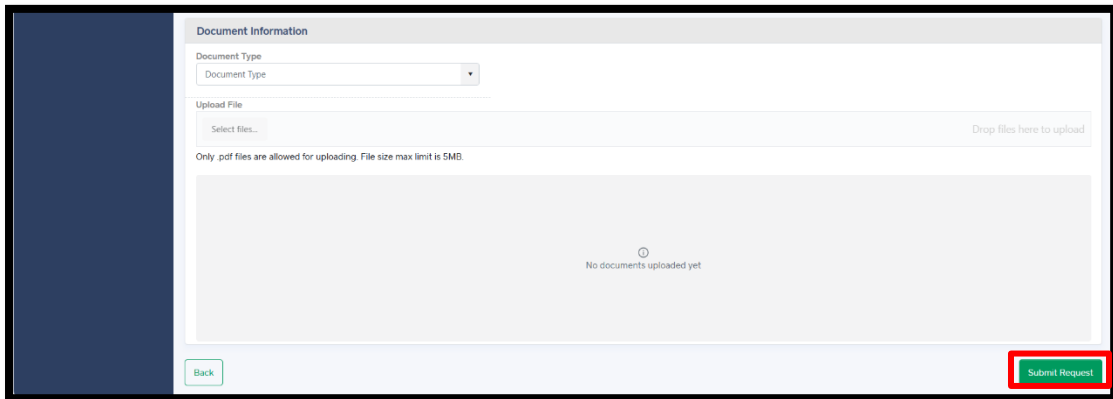 Document Information
Document Type
Document Type
Upload File
Select files...
Drop files here to upload
Only .pdf files are allowed for uploading. File size max limit is 5MB.
No documents uploaded yet
Back
Submit Request